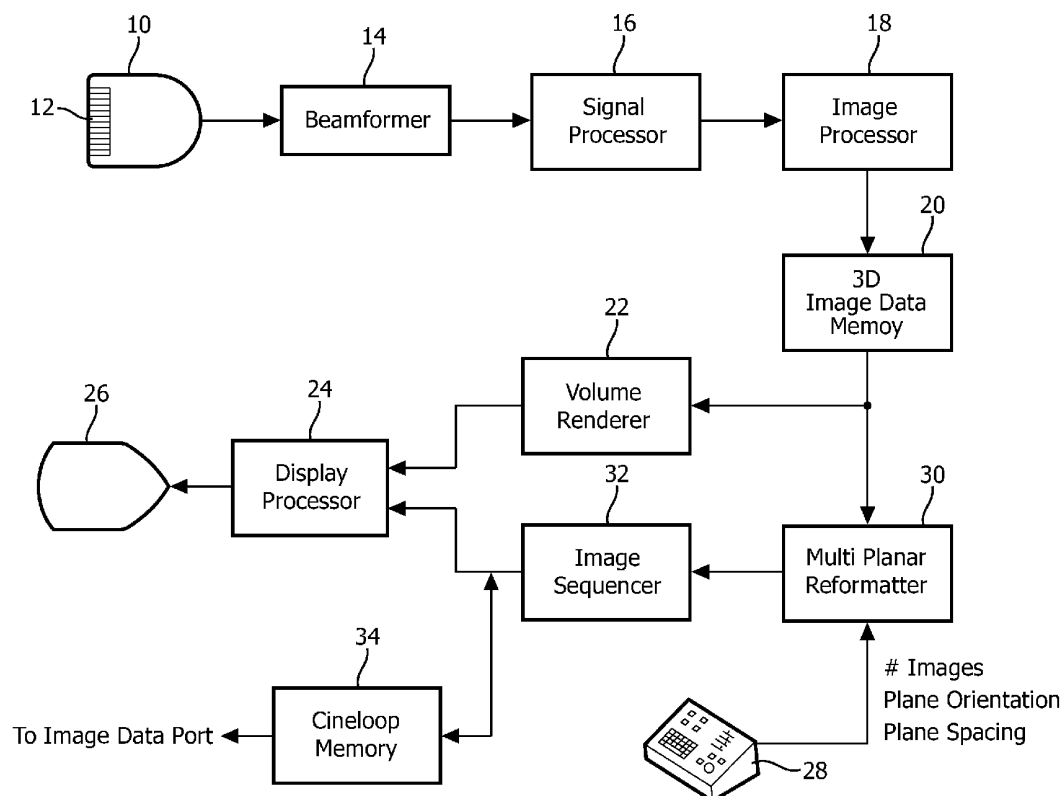 10
14
16
18
12
Beamformer
Signal
Processor
Image
Processor
20
3D
Image Data
Memoy
22
Volume
Renderer
26
24
Display
Processor
32
Image
Sequencer
30
Multi Planar
Reformatter
34
Cineloop
Memory
To Image Data Port
# Images
Plane Orientation
Plane Spacing
28